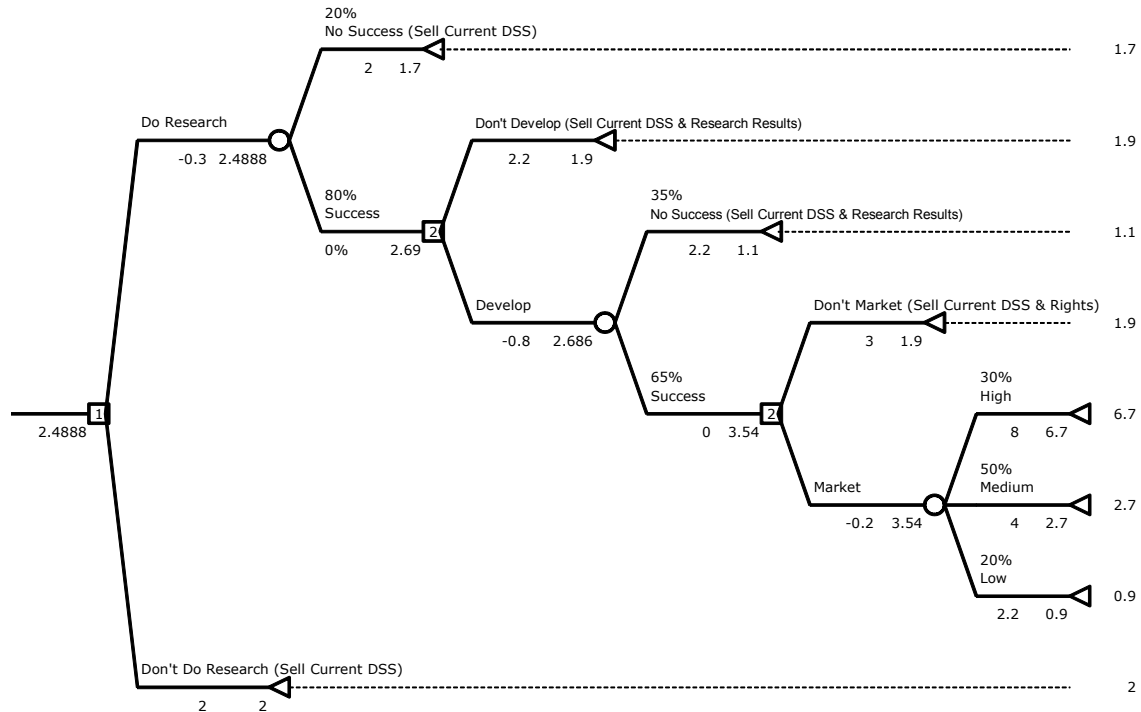 20%
No Success (Sell Current DSS)
1.7
2 1.7
Do Research
Don't Develop (Sell Current DSS & Research Results)
1.9
-0.3 2.4888
2.2 1.9
80%
Success
35%
No Success (Sell Current DSS & Research Results)
2
1.1
0% 2.69
2.2 1.1
Develop
Don't Market (Sell Current DSS & Rights)
1.9
-0.8 2.686
3 1.9
65%
Success
30%
High
1
2
6.7
2.4888
0 3.54
8 6.7
50%
Market
Medium
2.7
-0.2 3.54
4 2.7
20%
Low
0.9
2.2 0.9
Don't Do Research (Sell Current DSS)
2
2 2